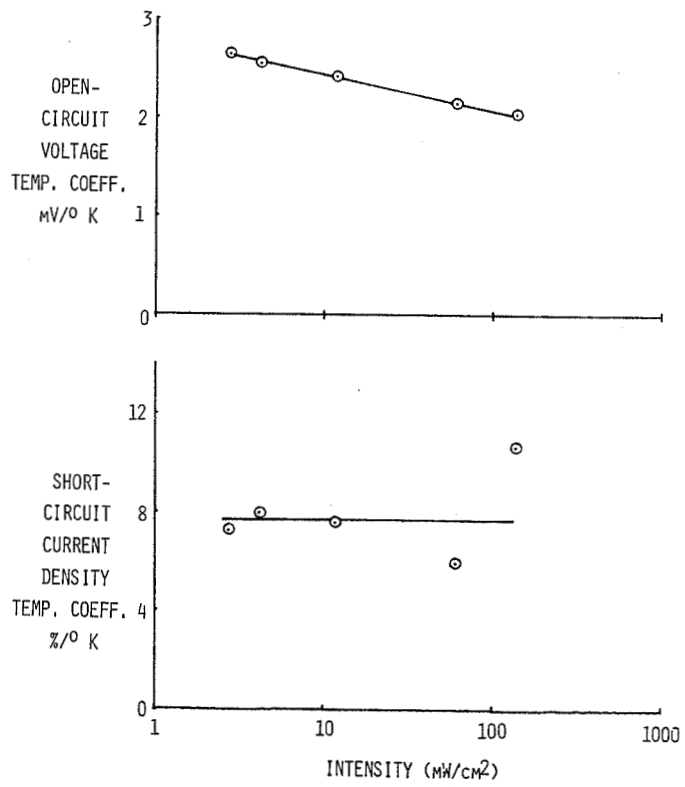 3
OPEN-
CIRCUIT
2
VOLTAGE
TEMP. COEFF.
mV/º K
1
0
12
SHORT-
CIRCUIT
8
CURRENT
DENSITY
TEMP. COEFF.
4
%/º K
0
1 10 100 1000
INTENSITY (mW/cm²)